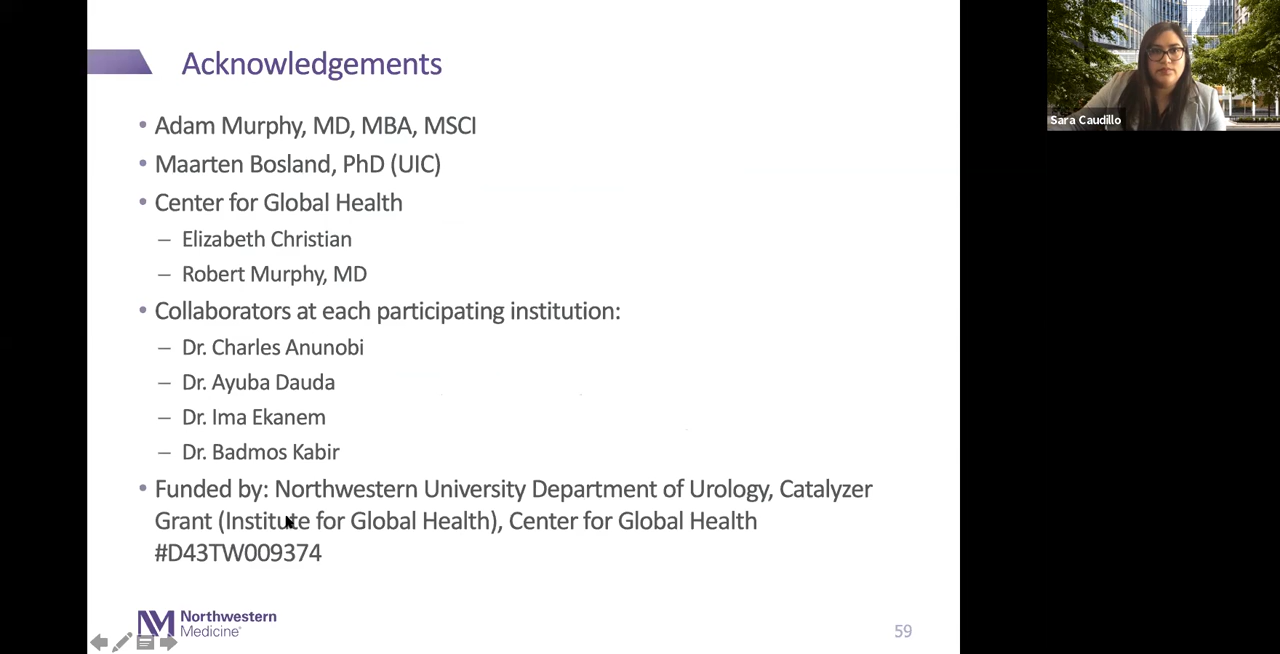 Acknowledgements
• Adam Murphy, MD, MBA, MSCI
• Maarten Bosland, PhD (UIC)
• Center for Global Health
– Elizabeth Christian
– Robert Murphy, MD
• Collaborators at each participating institution:
– Dr. Charles Anunobi
– Dr. Ayuba Dauda
– Dr. Ima Ekanem
– Dr. Badmos Kabir
• Funded by: Northwestern University Department of Urology, Catalyzer
Grant (Institute for Global Health), Center for Global Health
#D43TW009374
Northwestern
Medicine®
59
Sara Caudillo